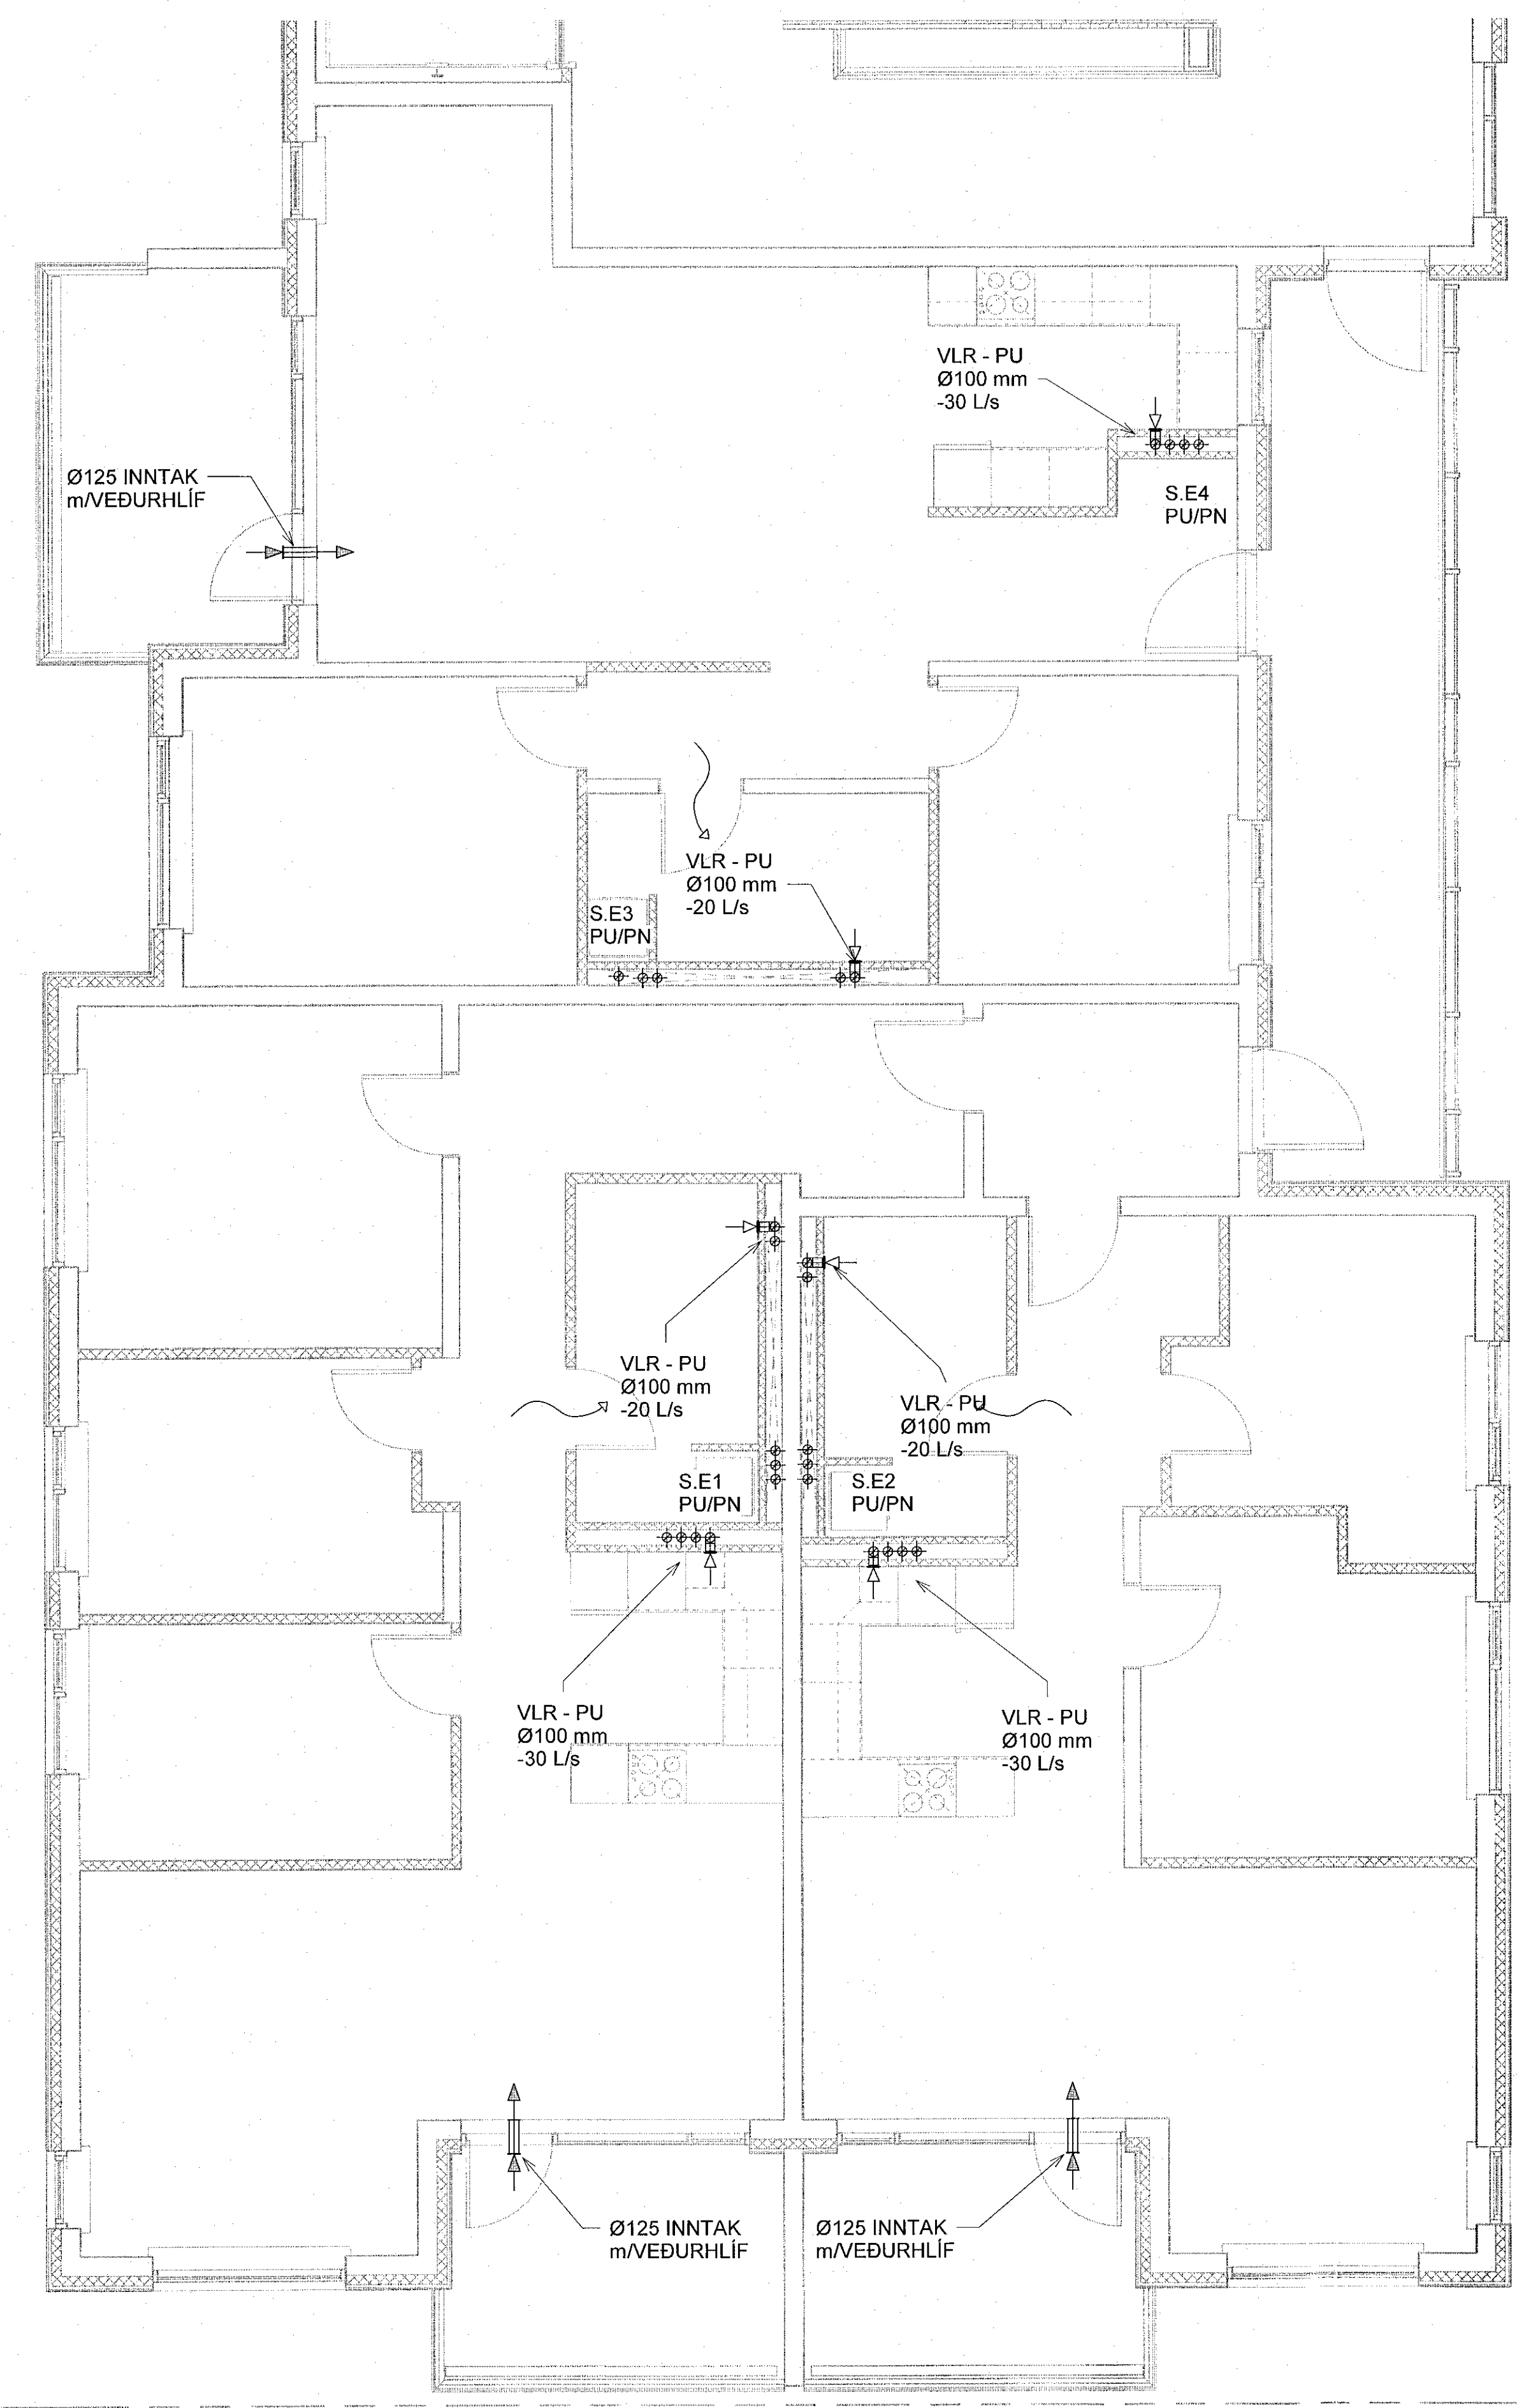 VLR - PU
Ø100 mm
-30 L/s
Ø125 INNTAK
m/VEÐURHLÍF
S.E4
PU/PN
VLR - PU
Ø100 mm
-20 L/s
S.E3
PU/PN
VLR - PU
Ø100 mm
-20 L/s
VLR - PU
Ø100 mm
-20 L/s
S.E1
PU/PN
S.E2
PU/PN
VLR - PU
Ø100 mm
-30 L/s
VLR - PU
Ø100 mm
-30 L/s
Ø125 INNTAK
m/VEÐURHLÍF
Ø125 INNTAK
m/VEÐURHLÍF